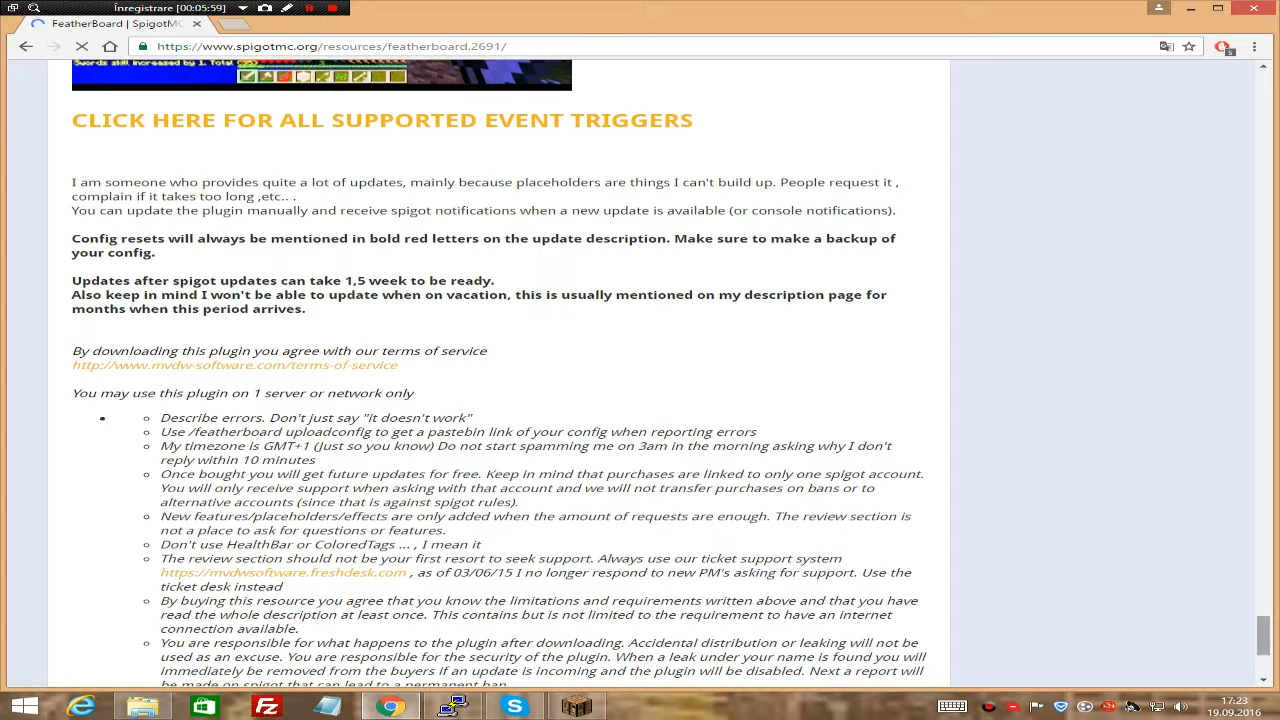 Înregistrare [00:05:59]
FeatherBoard | SpigotMC
https://www.spigotmc.org/resources/featherboard.2691/
Swordz skill increased by 1. Total
CLICK HERE FOR ALL SUPPORTED EVENT TRIGGERS
I am someone who provides quite a lot of updates, mainly because placeholders are things I can't build up. People request it ,
complain if it takes too long ,etc.. .
You can update the plugin manually and receive spigot notifications when a new update is available (or console notifications).
Config resets will always be mentioned in bold red letters on the update description. Make sure to make a backup of
your config.
Updates after spigot updates can take 1,5 week to be ready.
Also keep in mind I won't be able to update when on vacation, this is usually mentioned on my description page for
months when this period arrives.
By downloading this plugin you agree with our terms of service
http://www.mvdw-software.com/terms-of-service
You may use this plugin on 1 server or network only
Describe errors. Don't just say "it doesn't work"
Use /featherboard uploadconfig to get a pastebin link of your config when reporting errors
My timezone is GMT+1 (Just so you know) Do not start spamming me on 3am in the morning asking why I don't
reply within 10 minutes
Once bought you will get future updates for free. Keep in mind that purchases are linked to only one spigot account.
You will only receive support when asking with that account and we will not transfer purchases on bans or to
alternative accounts (since that is against spigot rules).
New features/placeholders/effects are only added when the amount of requests are enough. The review section is
not a place to ask for questions or features.
Don't use HealthBar or ColoredTags ... , I mean it
The review section should not be your first resort to seek support. Always use our ticket support system
https://mvdwsoftware.freshdesk.com , as of 03/06/15 I no longer respond to new PM's asking for support. Use the
ticket desk instead
By buying this resource you agree that you know the limitations and requirements written above and that you have
read the whole description at least once. This contains but is not limited to the requirement to have an internet
connection available.
You are responsible for what happens to the plugin after downloading. Accidental distribution or leaking will not be
used as an excuse. You are responsible for the security of the plugin. When a leak under your name is found you will
immediately be removed from the buyers if an update is incoming and the plugin will be disabled. Next a report will
be made on spigot that can lead to a permanent ban
17:23
19.09.2016